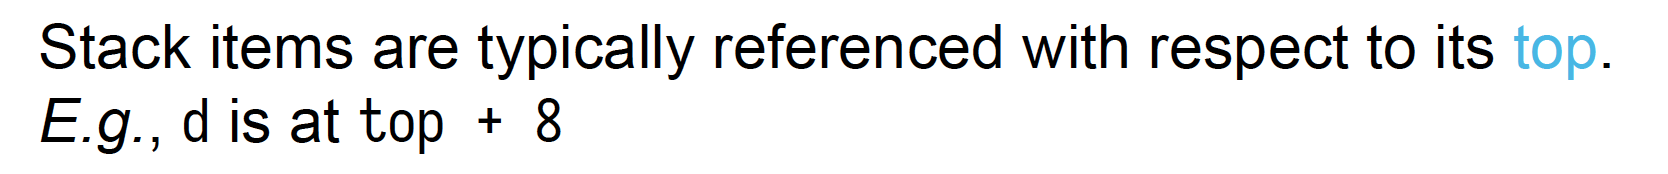 Stack items are typically referenced with respect to its top.
E.g., d is at top + 8